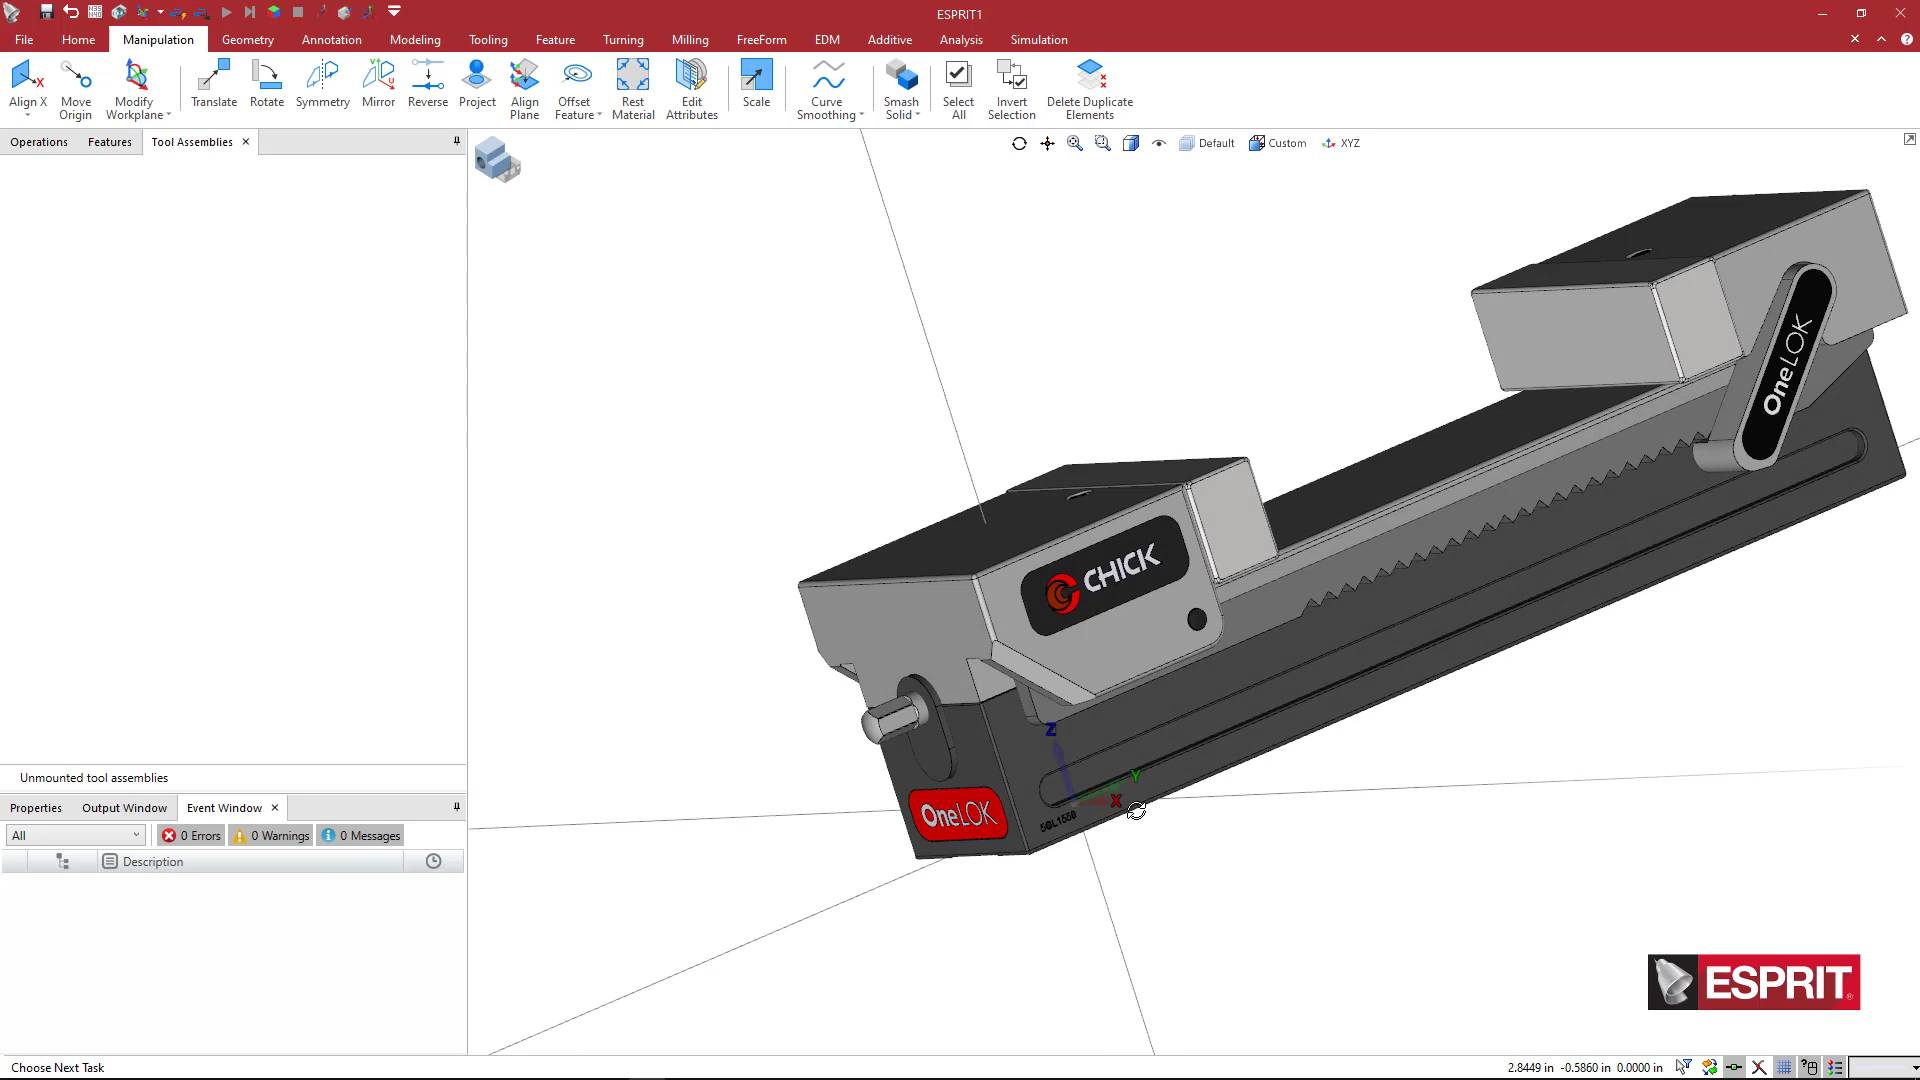 ESPRIT1
File Home Manipulation Geometry Annotation Modeling Tooling Feature Turning Milling FreeForm EDM Additive Analysis Simulation
Align X
Move Origin
Modify Workplane
Translate
Rotate
Symmetry
Mirror
Reverse
Project
Align Plane
Offset Feature
Rest Material
Edit Attributes
Scale
Curve Smoothing
Smash Solid
Select All
Invert Selection
Delete Duplicate Elements
Operations Features Tool Assemblies
Default Custom XYZ
OneLOK
CHICK
Z
Y
X
OneLOK
Unmounted tool assemblies
Properties Output Window Event Window
All 0 Errors 0 Warnings 0 Messages
Description
ESPRIT
Choose Next Task
2.8449 in -0.5860 in 0.0000 in